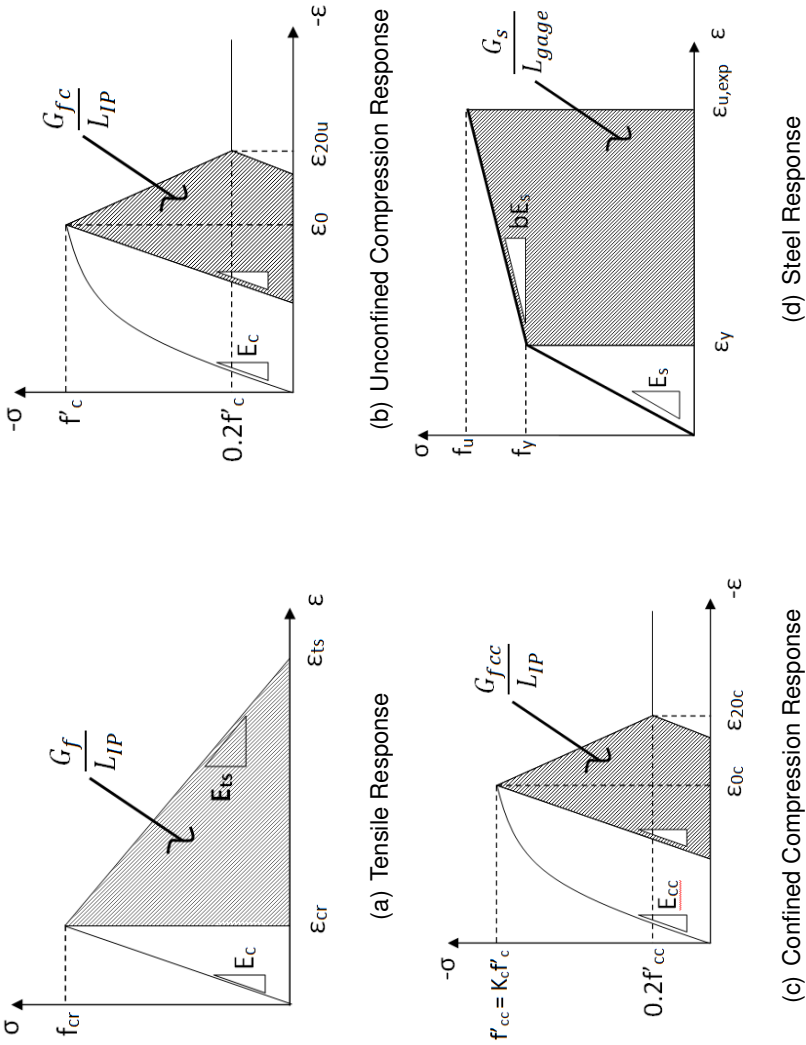 σ
f_cr
E_c
G_f
L_IP
E_ts
ε_cr
ε_ts
ε
(a) Tensile Response
-σ
f'_c
0.2f'_c
E_c
G_fc
L_IP
ε_0
ε_20u
-ε
(b) Unconfined Compression Response
-σ
f'_cc = K_c f'_c
0.2f'_cc
E_cc
G_fcc
L_IP
ε_0c
ε_20c
-ε
(c) Confined Compression Response
σ
f_u
f_y
E_s
bE_s
G_s
L_gage
ε_y
ε_u,exp
ε
(d) Steel Response